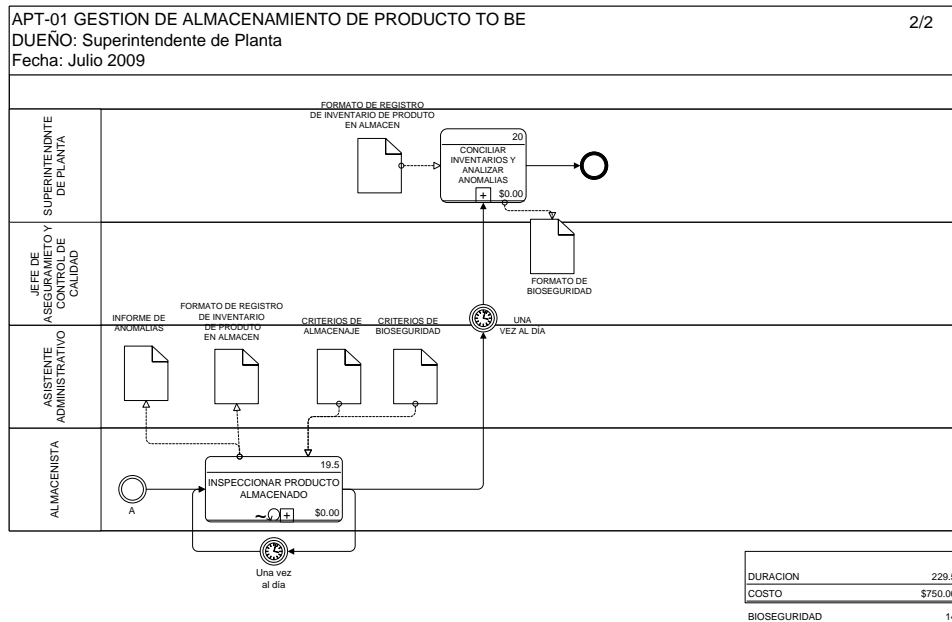 APT-01 GESTION DE ALMACENAMIENTO DE PRODUCTO TO BE
2/2
DUEÑO: Superintendente de Planta
Fecha: Julio 2009
SUPERINTENDNTE
DE PLANTA
FORMATO DE REGISTRO
DE INVENTARIO DE PRODUTO
EN ALMACEN
20
CONCILIAR
INVENTARIOS Y
ANALIZAR
ANOMALIAS
+
$0.00
JEFE DE
ASEGURAMIETO Y
CONTROL DE
CALIDAD
FORMATO DE
BIOSEGURIDAD
UNA
VEZ AL DÍA
ASISTENTE
ADMINISTRATIVO
INFORME DE
ANOMALIAS
FORMATO DE REGISTRO
DE INVENTARIO
DE PRODUCTO
EN ALMACEN
CRITERIOS DE
ALMACENAJE
CRITERIOS DE
BIOSEGURIDAD
ALMACENISTA
A
19.5
INSPECCIONAR PRODUCTO
ALMACENADO
~
+
$0.00
Una vez
al día
DURACION
COSTO
BIOSEGURIDAD